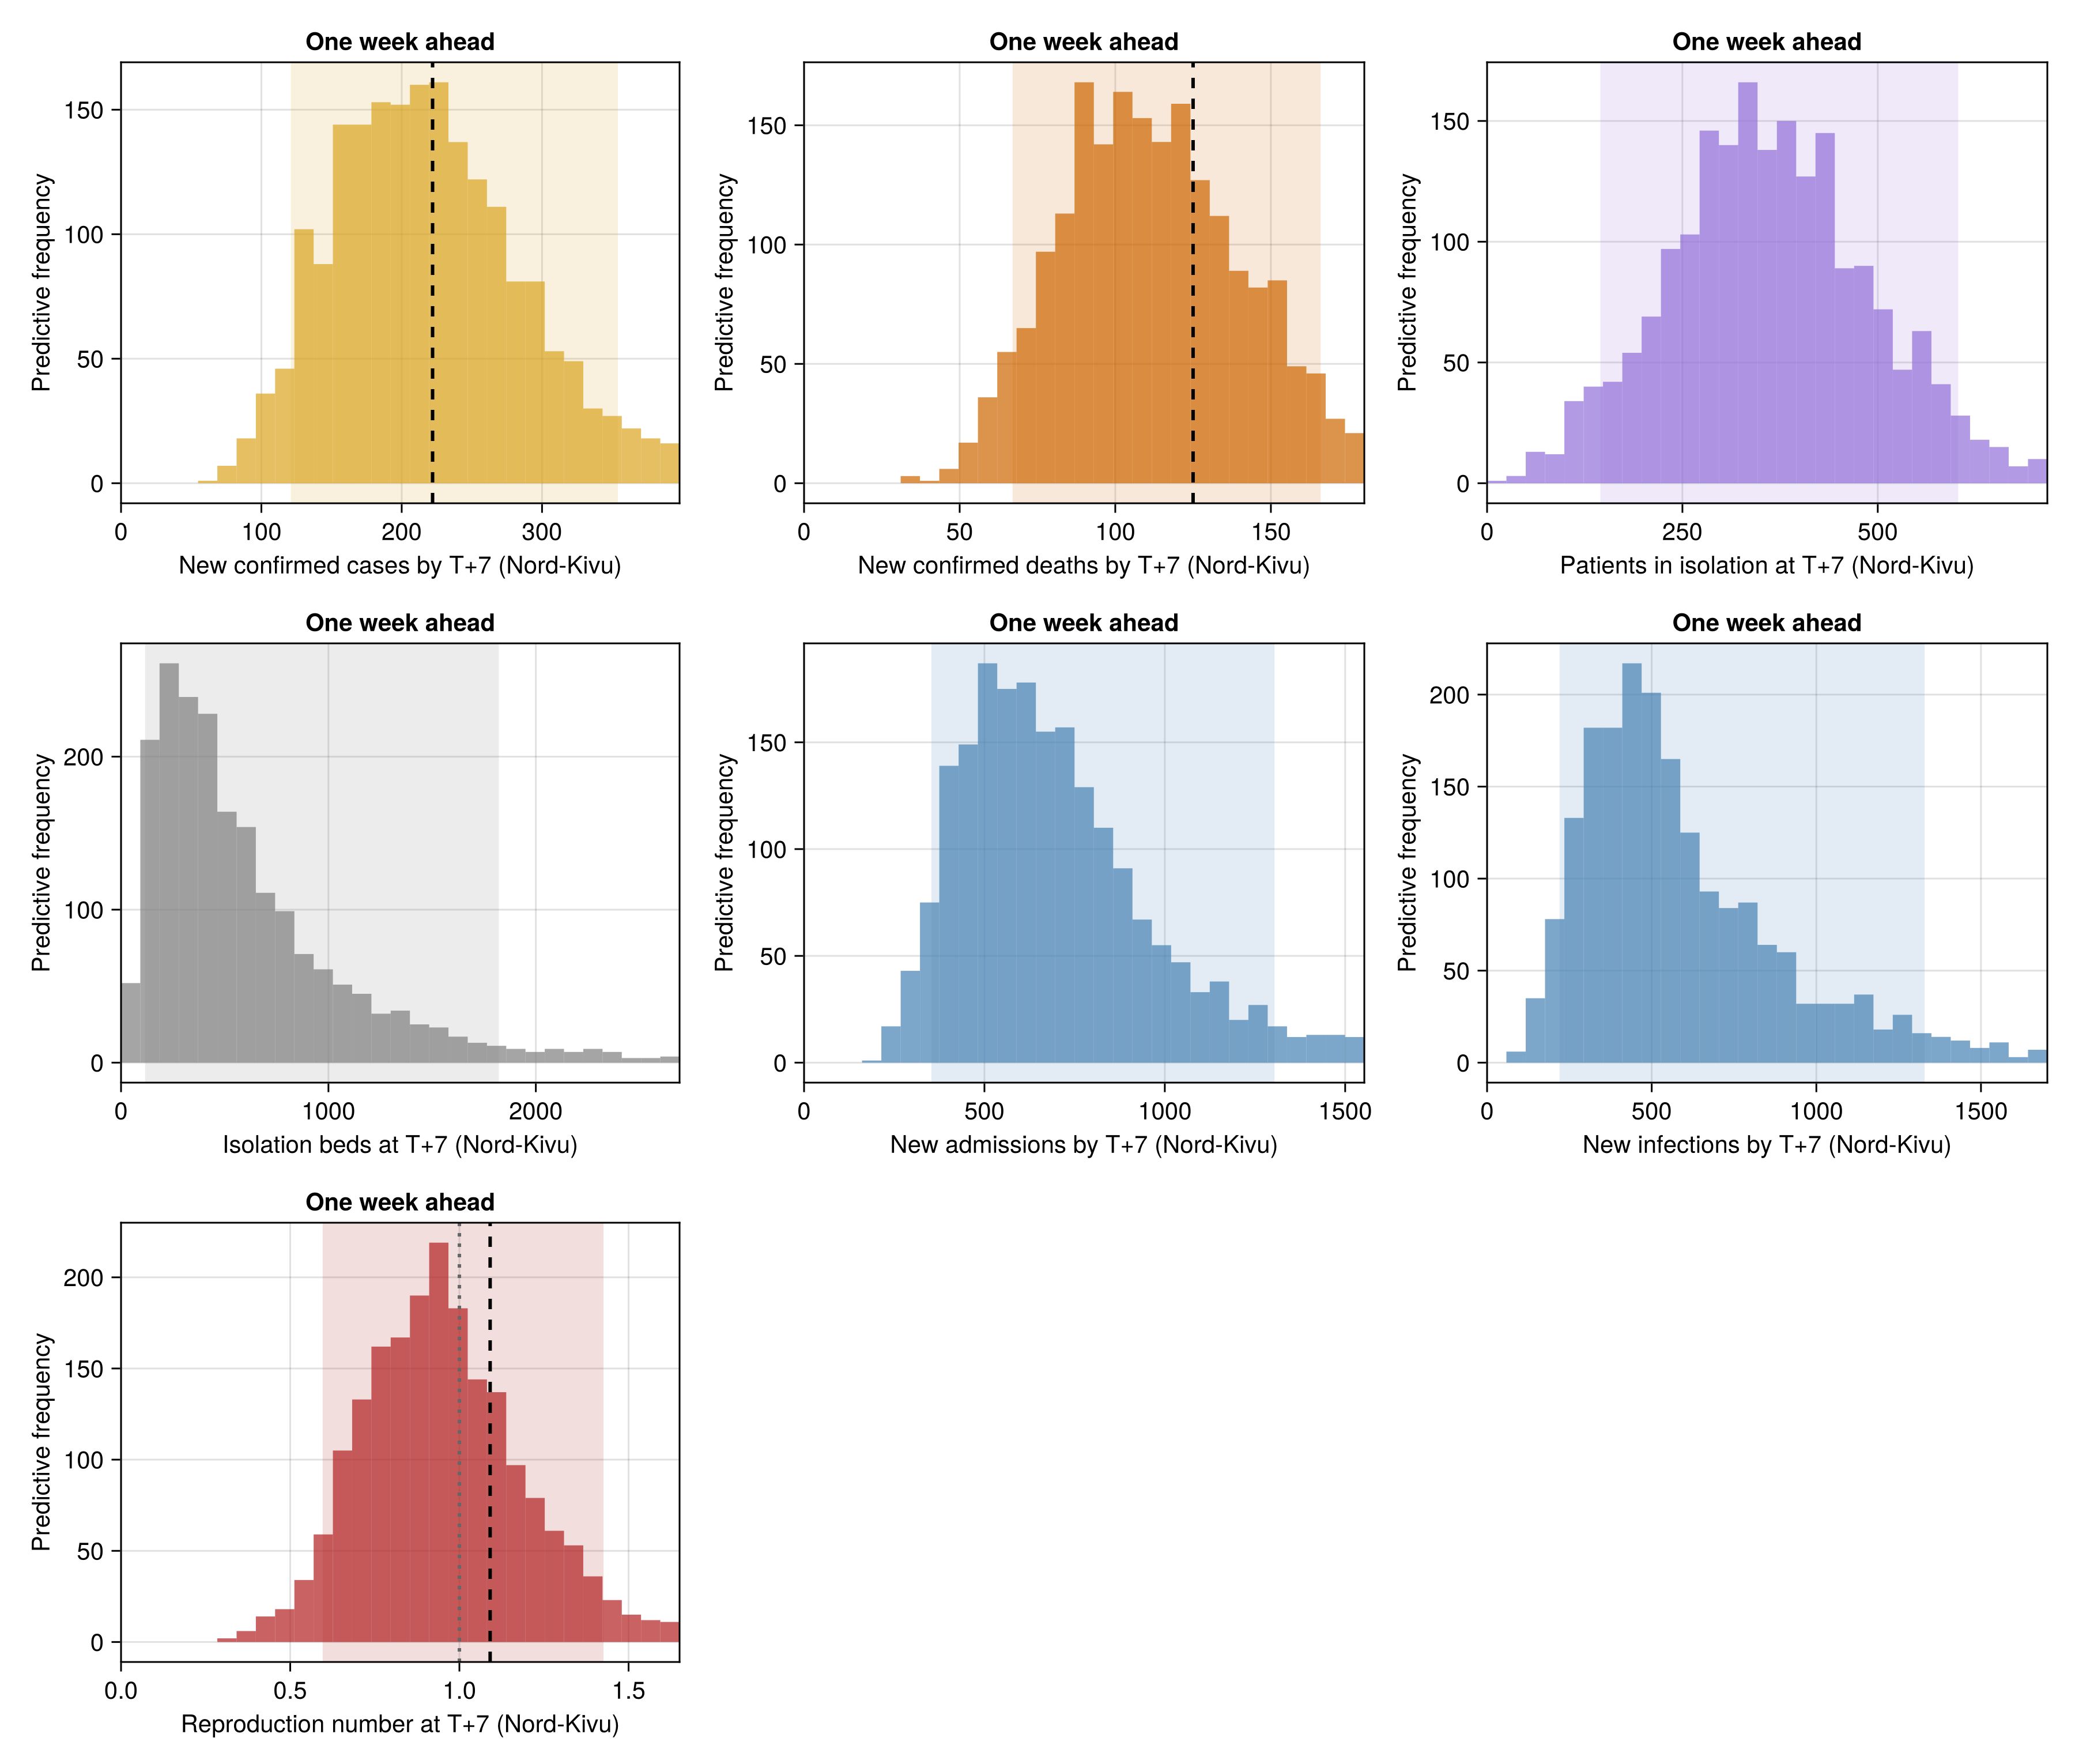 One week ahead
One week ahead
One week ahead
Predictive frequency
150
100
50
0
0
100
200
300
New confirmed cases by T+7 (Nord-Kivu)
Predictive frequency
150
100
50
0
0
50
100
150
New confirmed deaths by T+7 (Nord-Kivu)
Predictive frequency
150
100
50
0
0
250
500
Patients in isolation at T+7 (Nord-Kivu)
One week ahead
One week ahead
One week ahead
Predictive frequency
200
100
0
0
1000
2000
Isolation beds at T+7 (Nord-Kivu)
Predictive frequency
150
100
50
0
0
500
1000
1500
New admissions by T+7 (Nord-Kivu)
Predictive frequency
200
150
100
50
0
0
500
1000
1500
New infections by T+7 (Nord-Kivu)
One week ahead
Predictive frequency
200
150
100
50
0
0.0
0.5
1.0
1.5
Reproduction number at T+7 (Nord-Kivu)